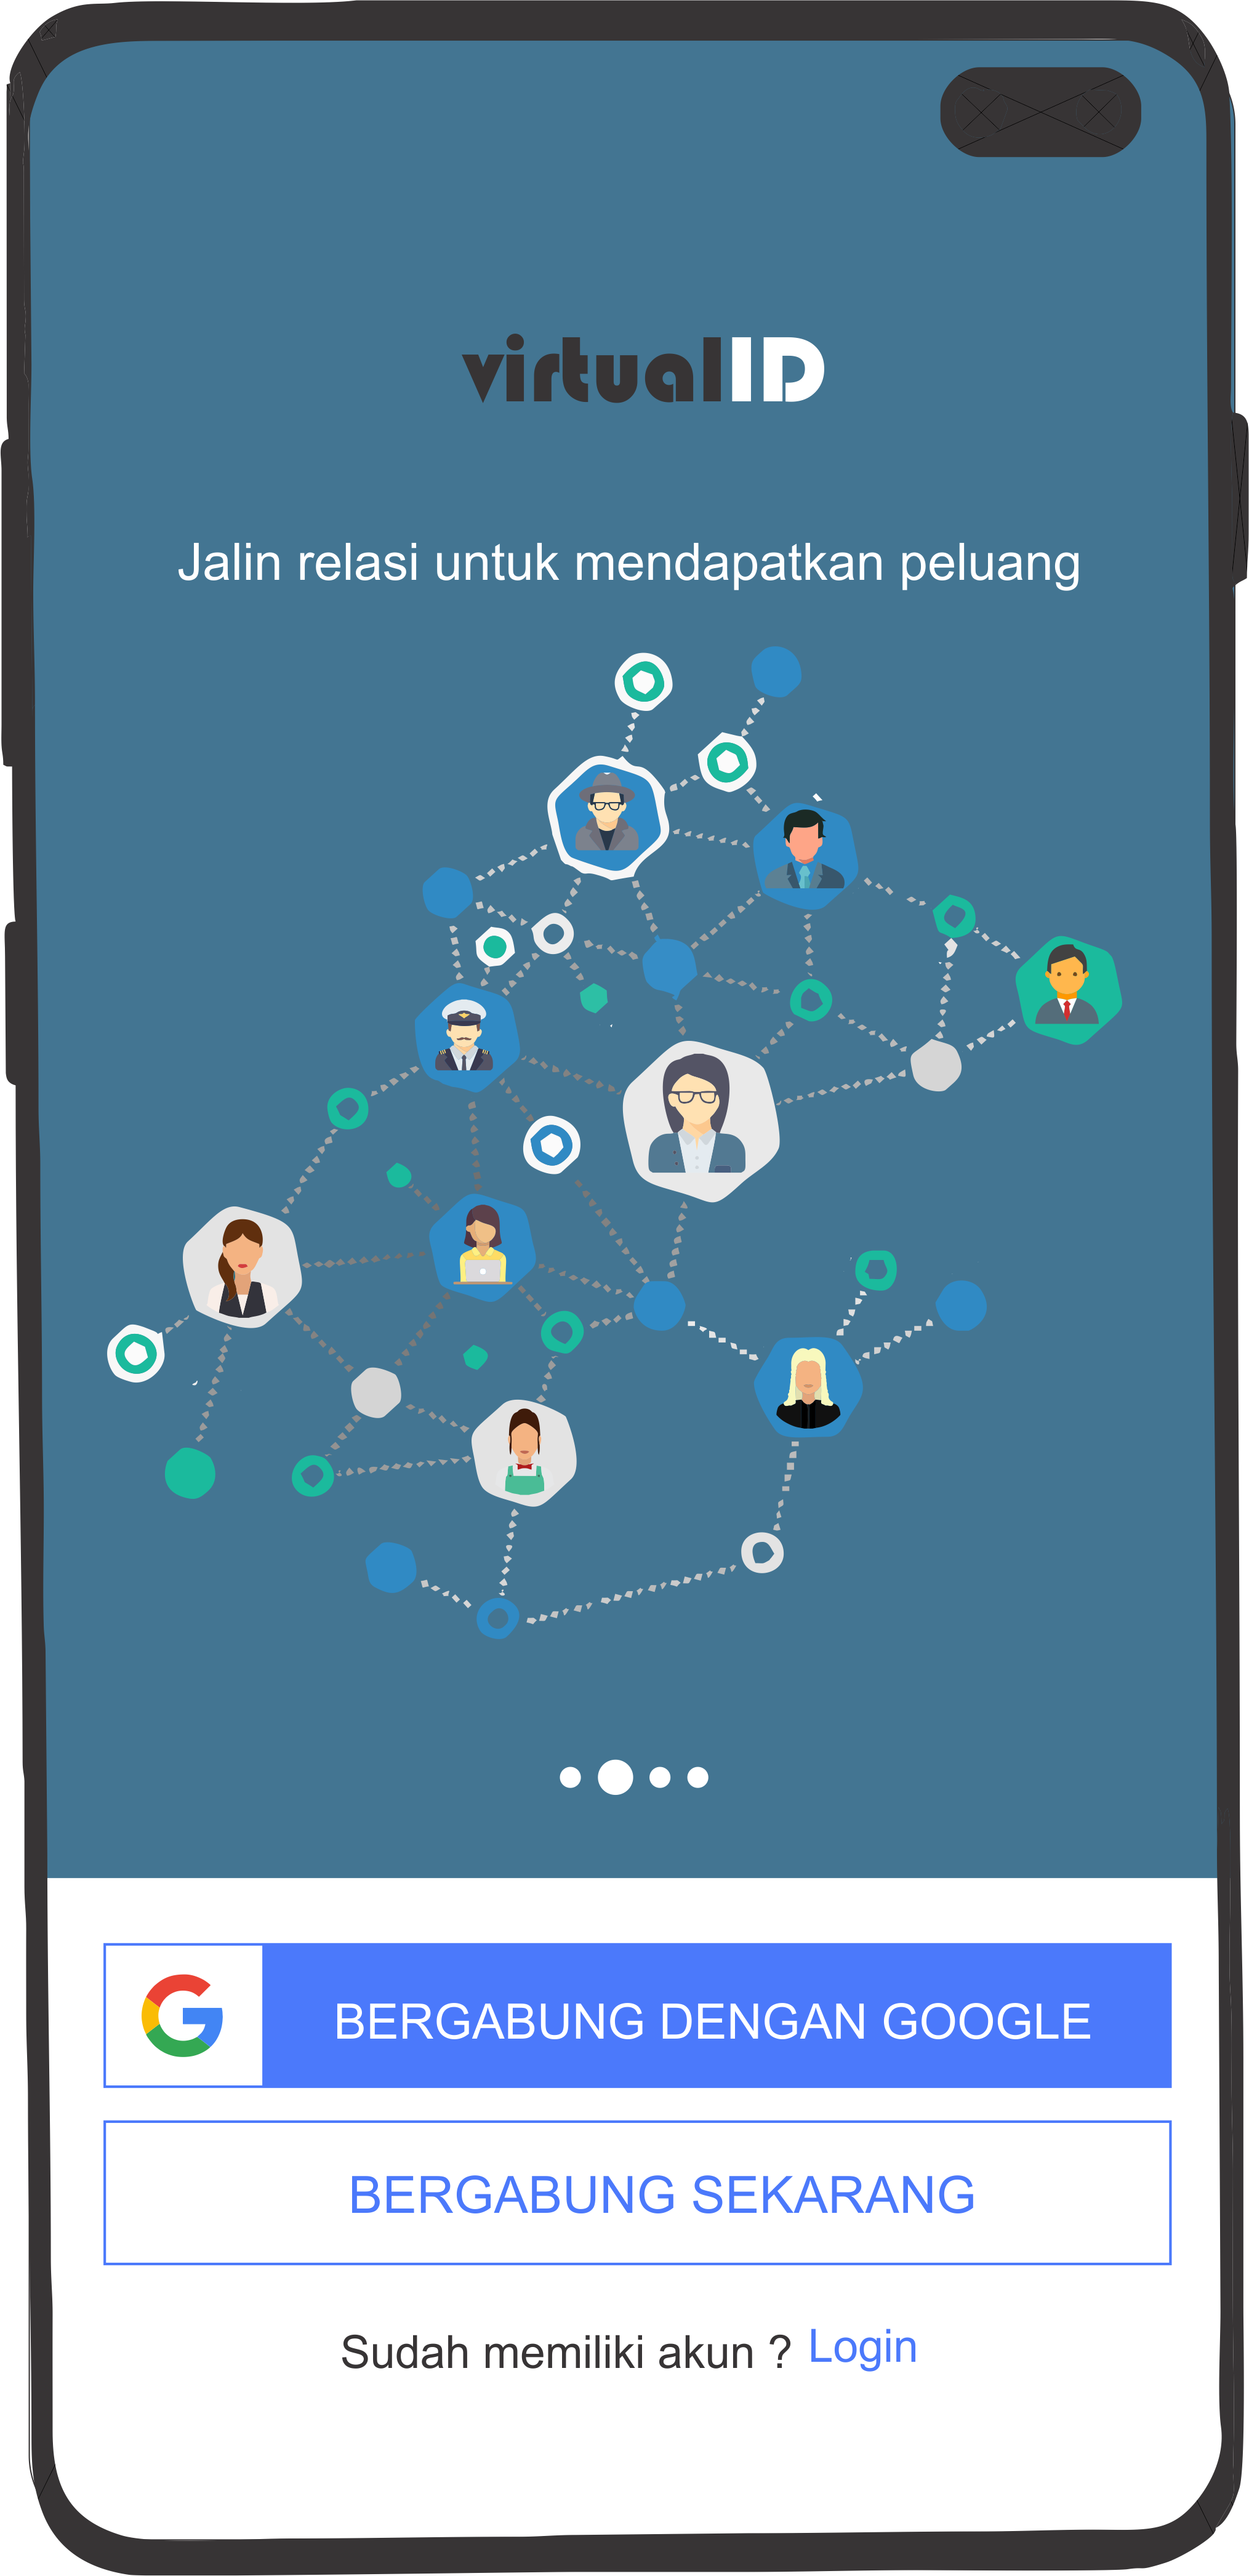 virtualID
Jalin relasi untuk mendapatkan peluang
BERGABUNG DENGAN GOOGLE
BERGABUNG SEKARANG
Sudah memiliki akun ? Login